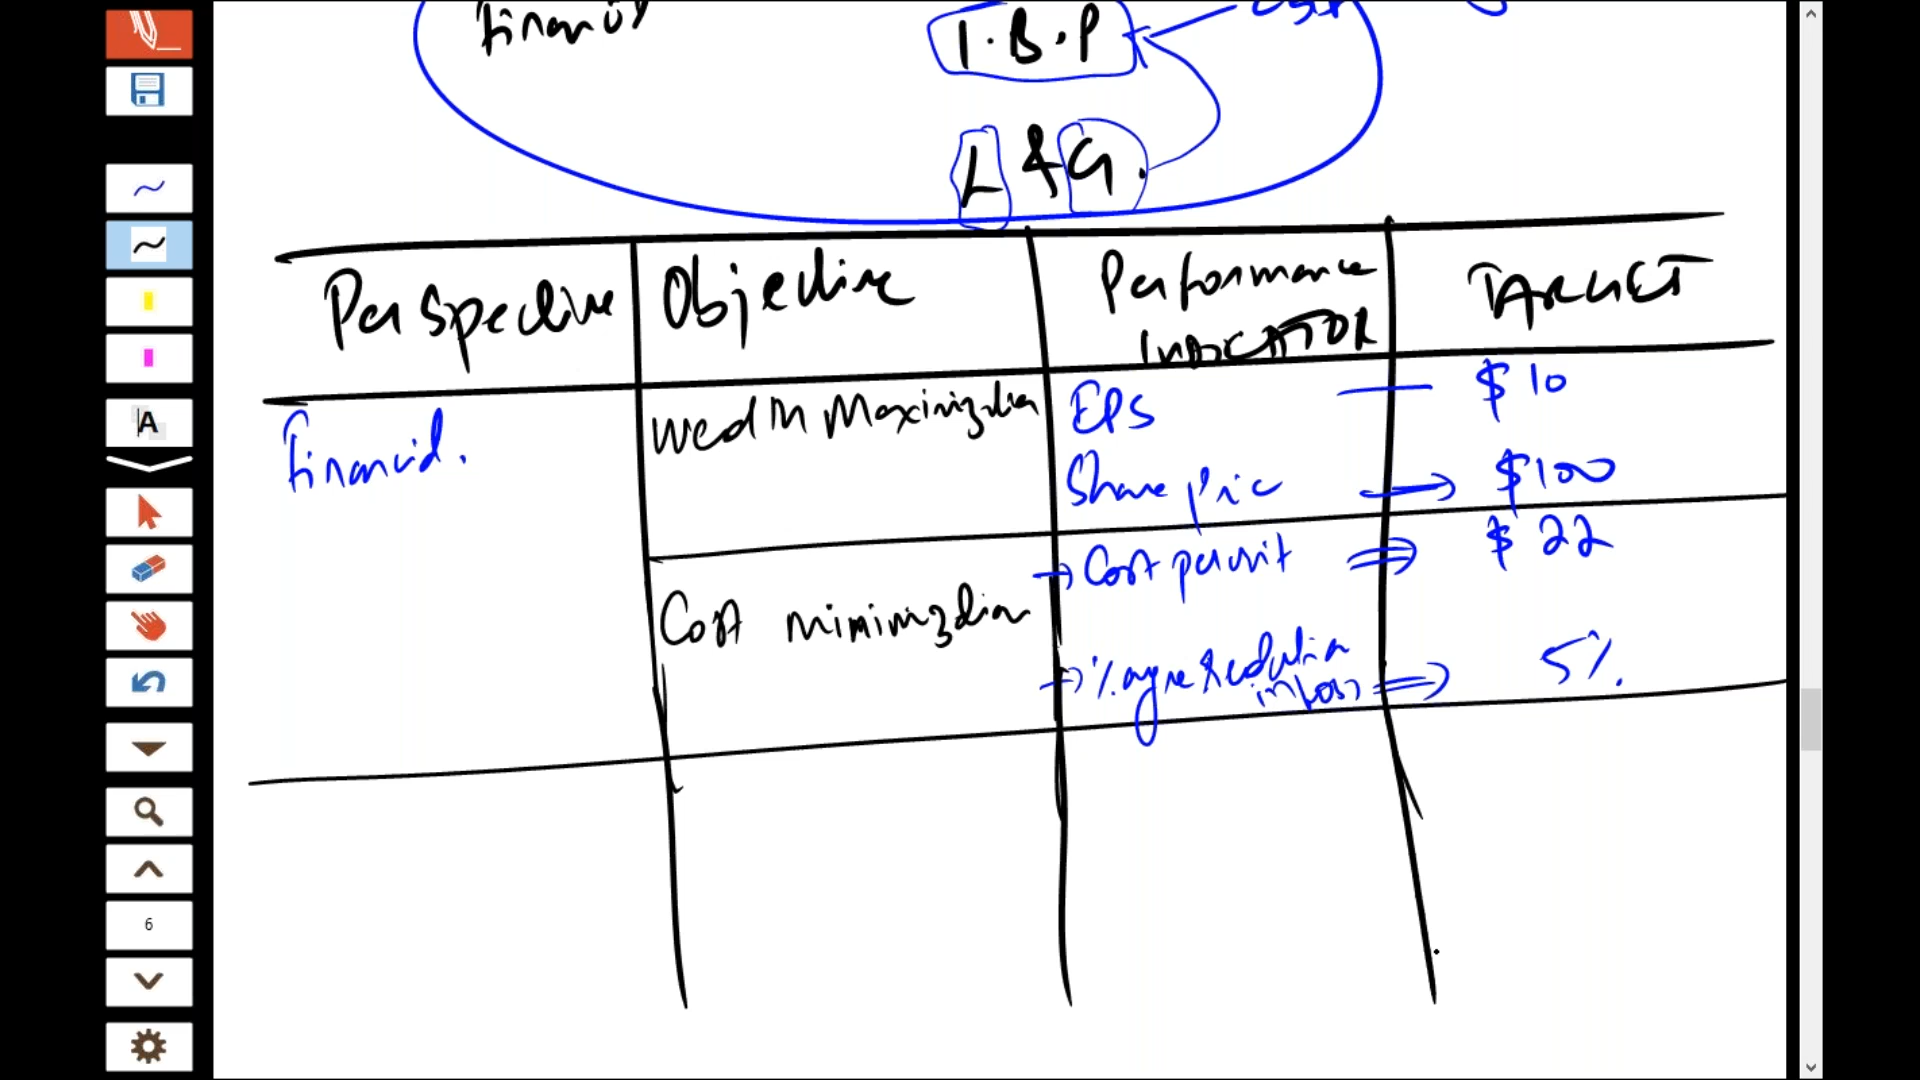 financial
I.B.P
L & G.
Perspective Objective Performance INDICATOR TARGET
financial. Wealth Maximization EPS $10
Share price $100
Cost minimization Cost per unit $22
%age reduction in loss 5%
A
6